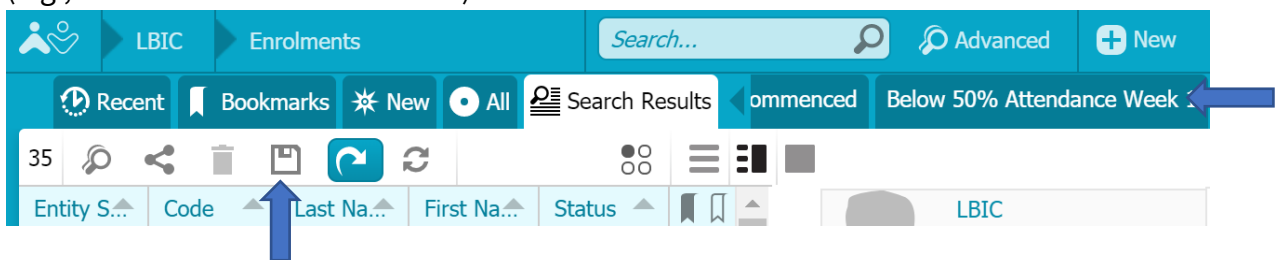 LBIC Enrolments Search... Advanced New
Recent Bookmarks New All Search Results ommenced Below 50% Attendance Week
35
Entity S... Code Last Na... First Na... Status LBIC